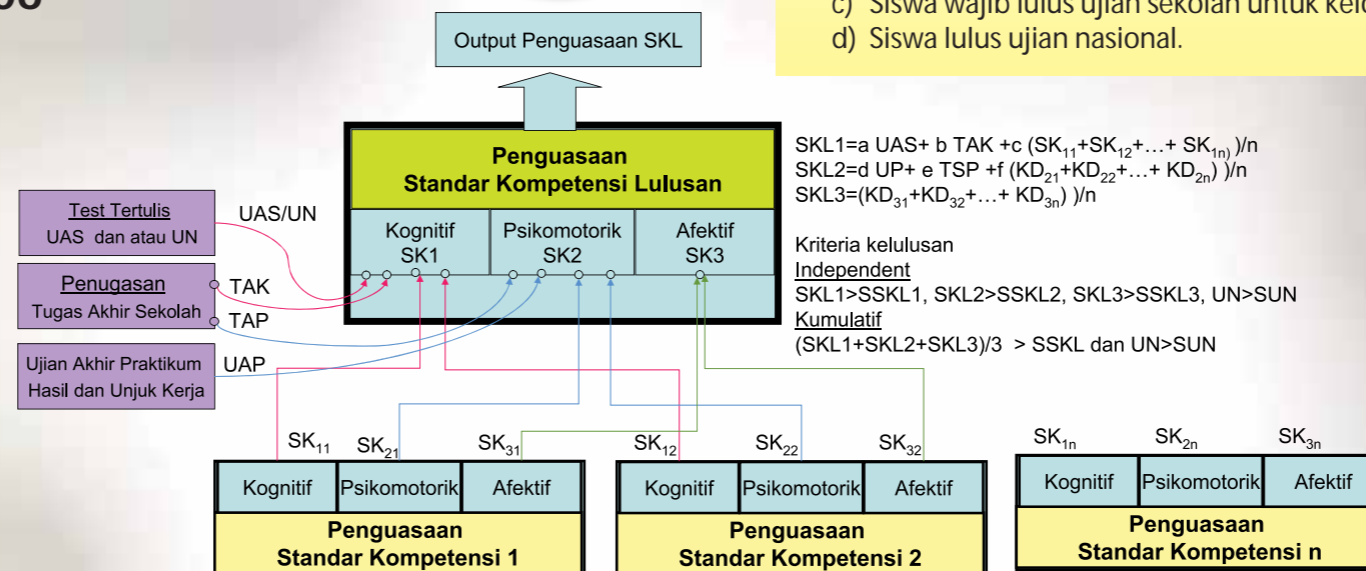 c) Siswa wajib lulus ujian sekolah untuk
d) Siswa lulus ujian nasional.
Output Penguasaan SKL
Penguasaan
Standar Kompetensi Lulusan
Kognitif
SK1
Psikomotorik
SK2
Afektif
SK3
SKL1=a UAS+ b TAK +c (SK₁₁+SK₁₂+…+ SK₁ₙ) )/n
SKL2=d UP+ e TSP +f (KD₂₁+KD₂₂+…+ KD₂ₙ) )/n
SKL3=(KD₃₁+KD₃₂+…+ KD₃ₙ) )/n
Kriteria kelulusan
Independent
SKL1>SSKL1, SKL2>SSKL2, SKL3>SSKL3, UN>SUN
Kumulatif
(SKL1+SKL2+SKL3)/3 > SSKL dan UN>SUN
Test Tertulis
UAS dan atau UN
UAS/UN
Penugasan
Tugas Akhir Sekolah
TAK
TAP
Ujian Akhir Praktikum
Hasil dan Unjuk Kerja
UAP
SK₁₁
SK₂₁
SK₃₁
Kognitif
Psikomotorik
Afektif
Penguasaan
Standar Kompetensi 1
SK₁₂
SK₂₂
SK₃₂
Kognitif
Psikomotorik
Afektif
Penguasaan
Standar Kompetensi 2
SK₁ₙ
SK₂ₙ
SK₃ₙ
Kognitif
Psikomotorik
Afektif
Penguasaan
Standar Kompetensi n